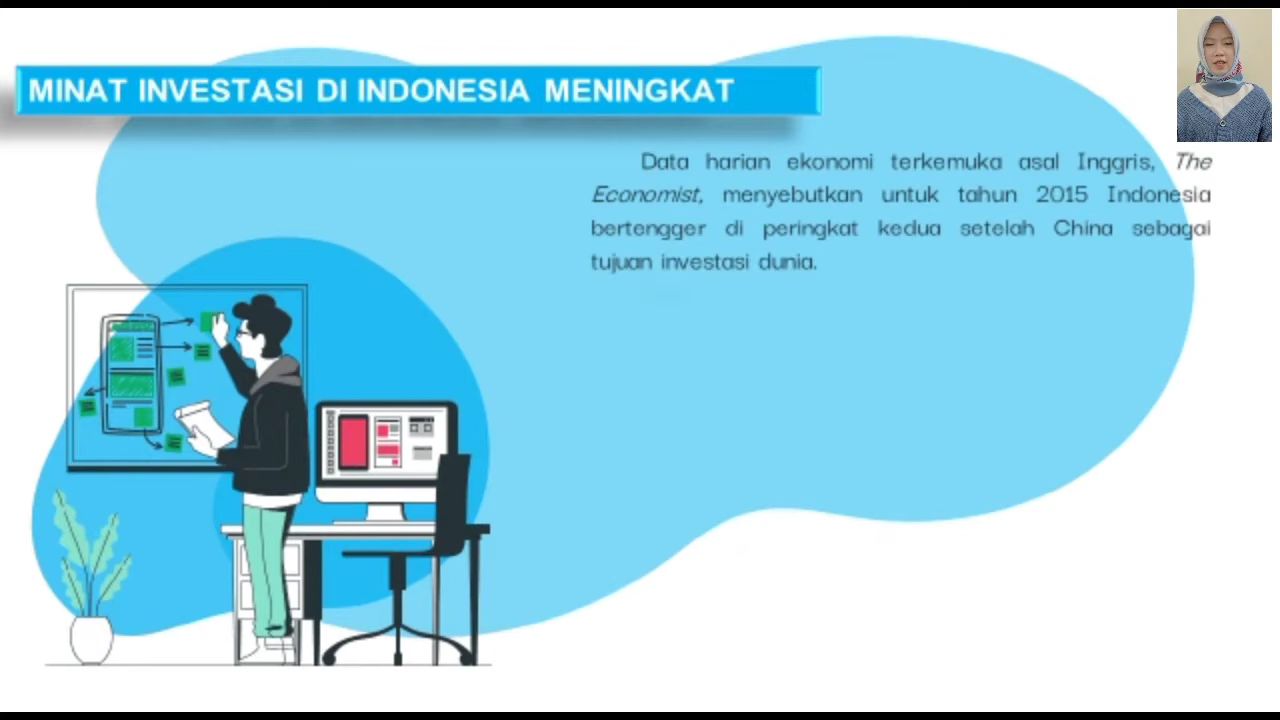 MINAT INVESTASI DI INDONESIA MENINGKAT
Data harian ekonomi terkemuka asal Inggris, The
Economist, menyebutkan untuk tahun 2015 Indonesia
bertengger di peringkat kedua setelah China sebagai
tujuan investasi dunia.